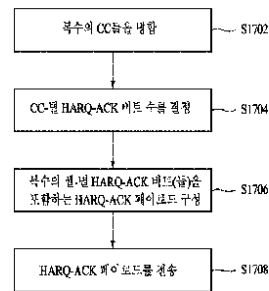 복수의 CC들을 병합
S1702
CC-별 HARQ-ACK 비트 수를 결정
S1704
복수의 셀-별 HARQ-ACK 비트(들)을
포함하는 HARQ-ACK 페이로드 구성
S1706
HARQ-ACK 페이로드를 전송
S1708